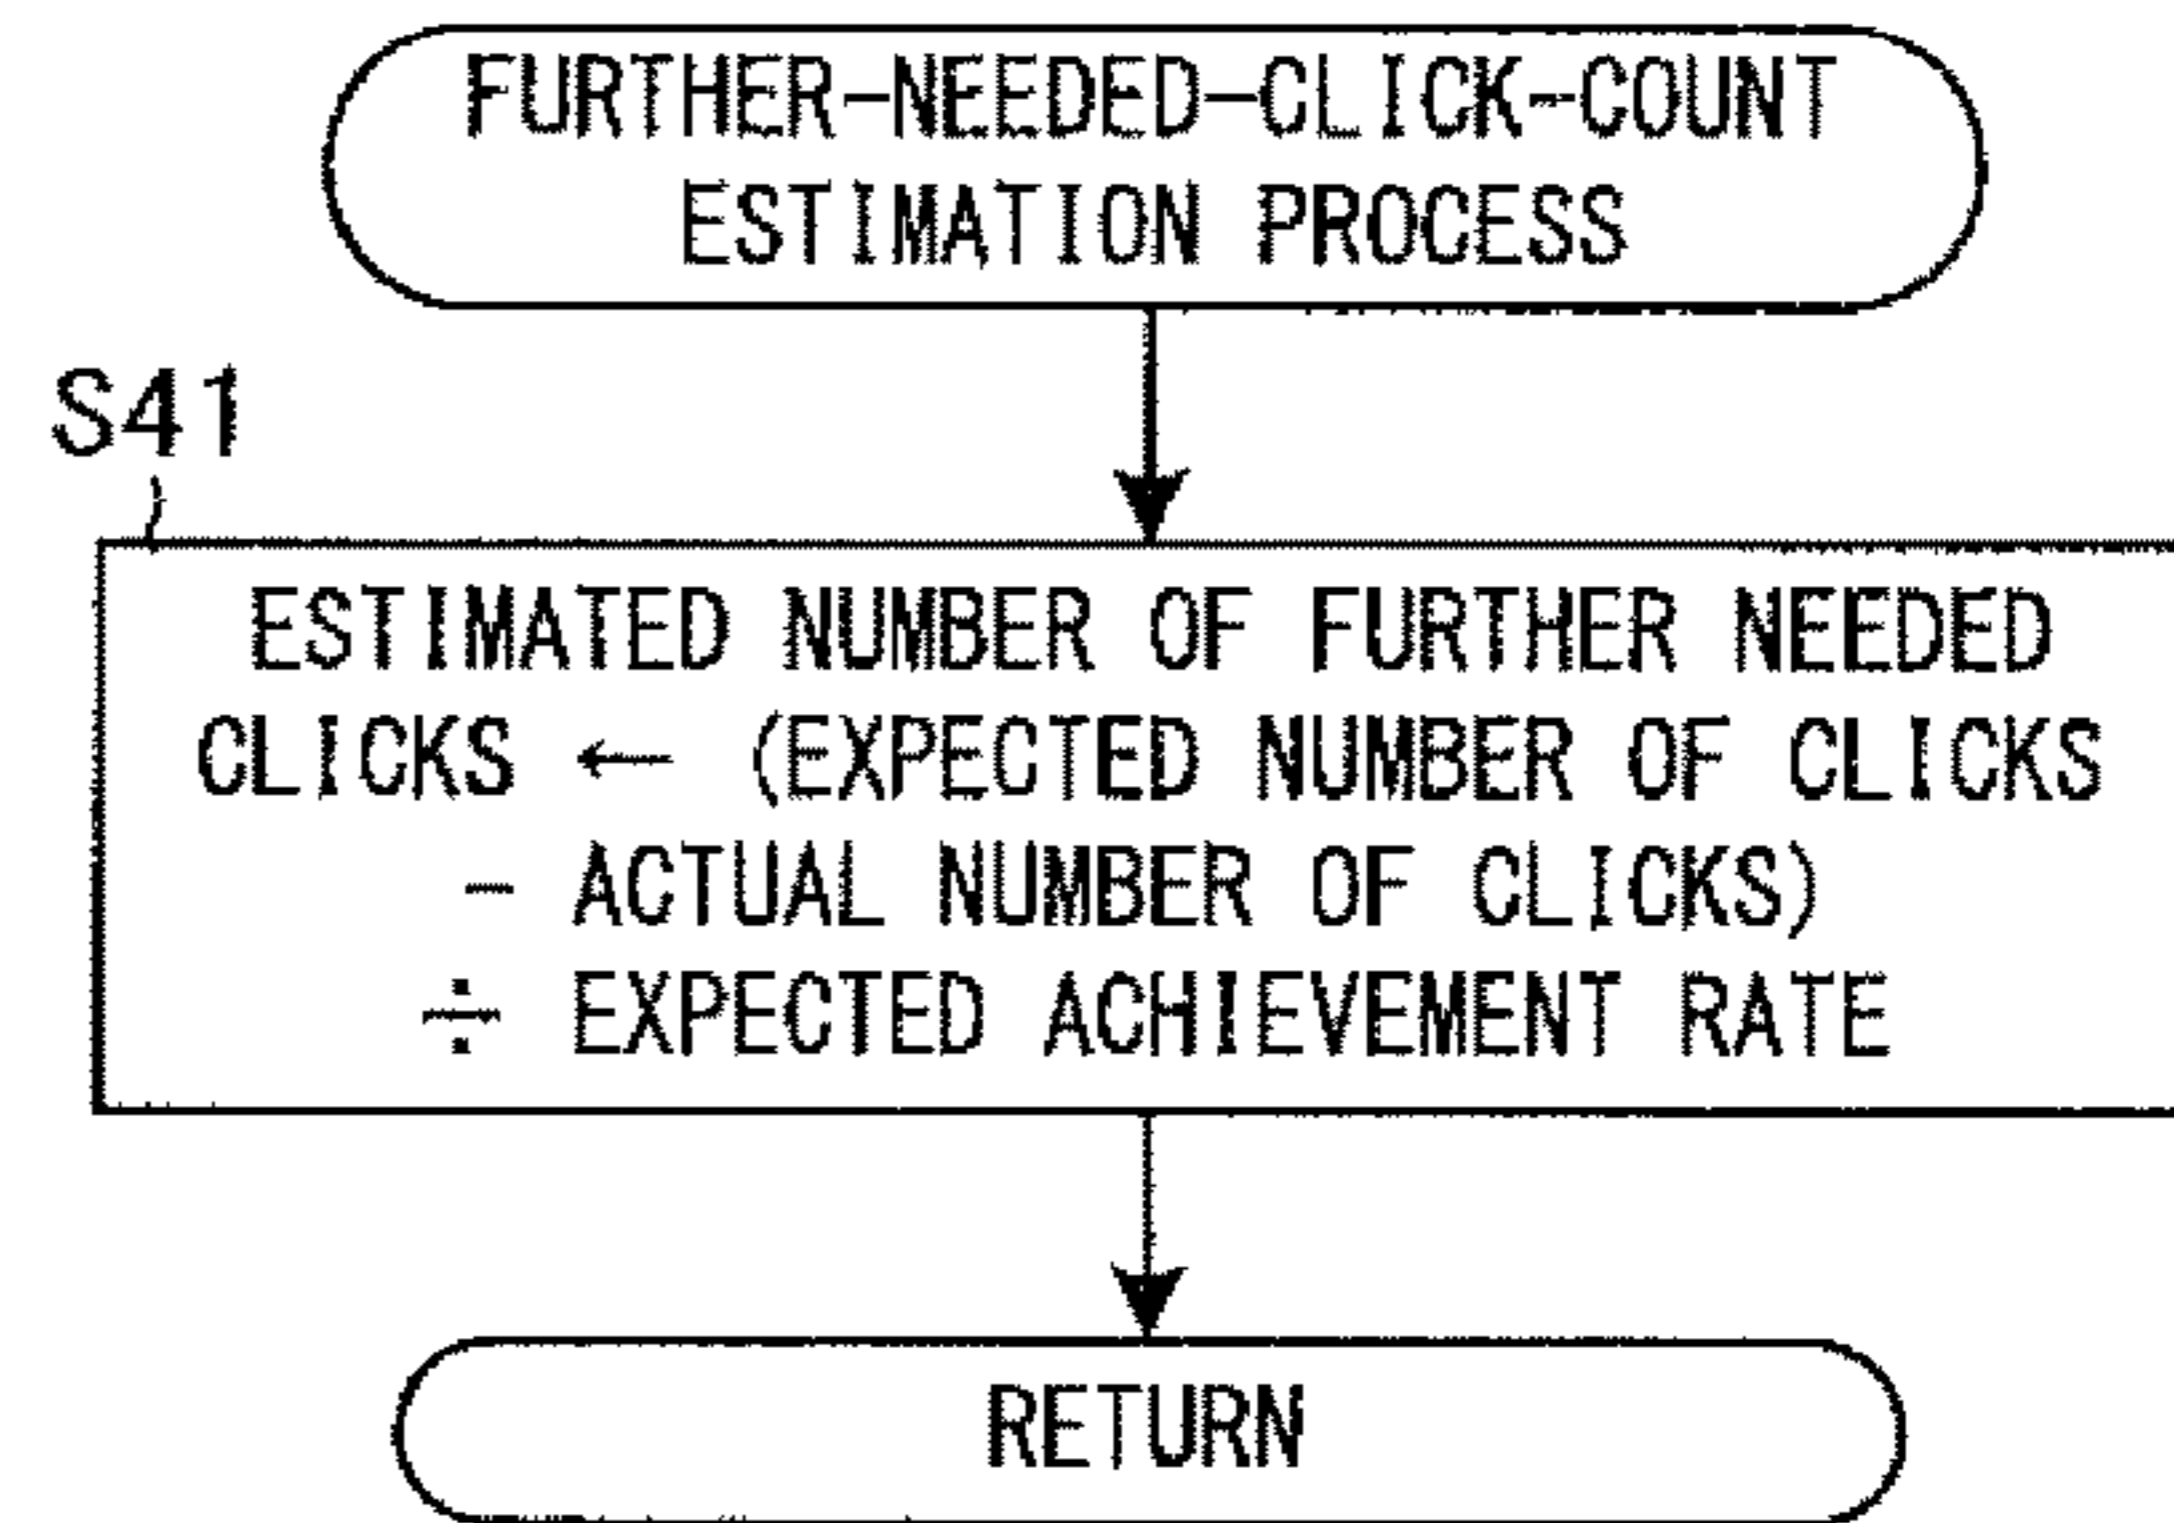 FURTHER-NEEDED-CLICK-COUNT
ESTIMATION PROCESS
S41
ESTIMATED NUMBER OF FURTHER NEEDED
CLICKS ← (EXPECTED NUMBER OF CLICKS
- ACTUAL NUMBER OF CLICKS)
÷ EXPECTED ACHIEVEMENT RATE
RETURN